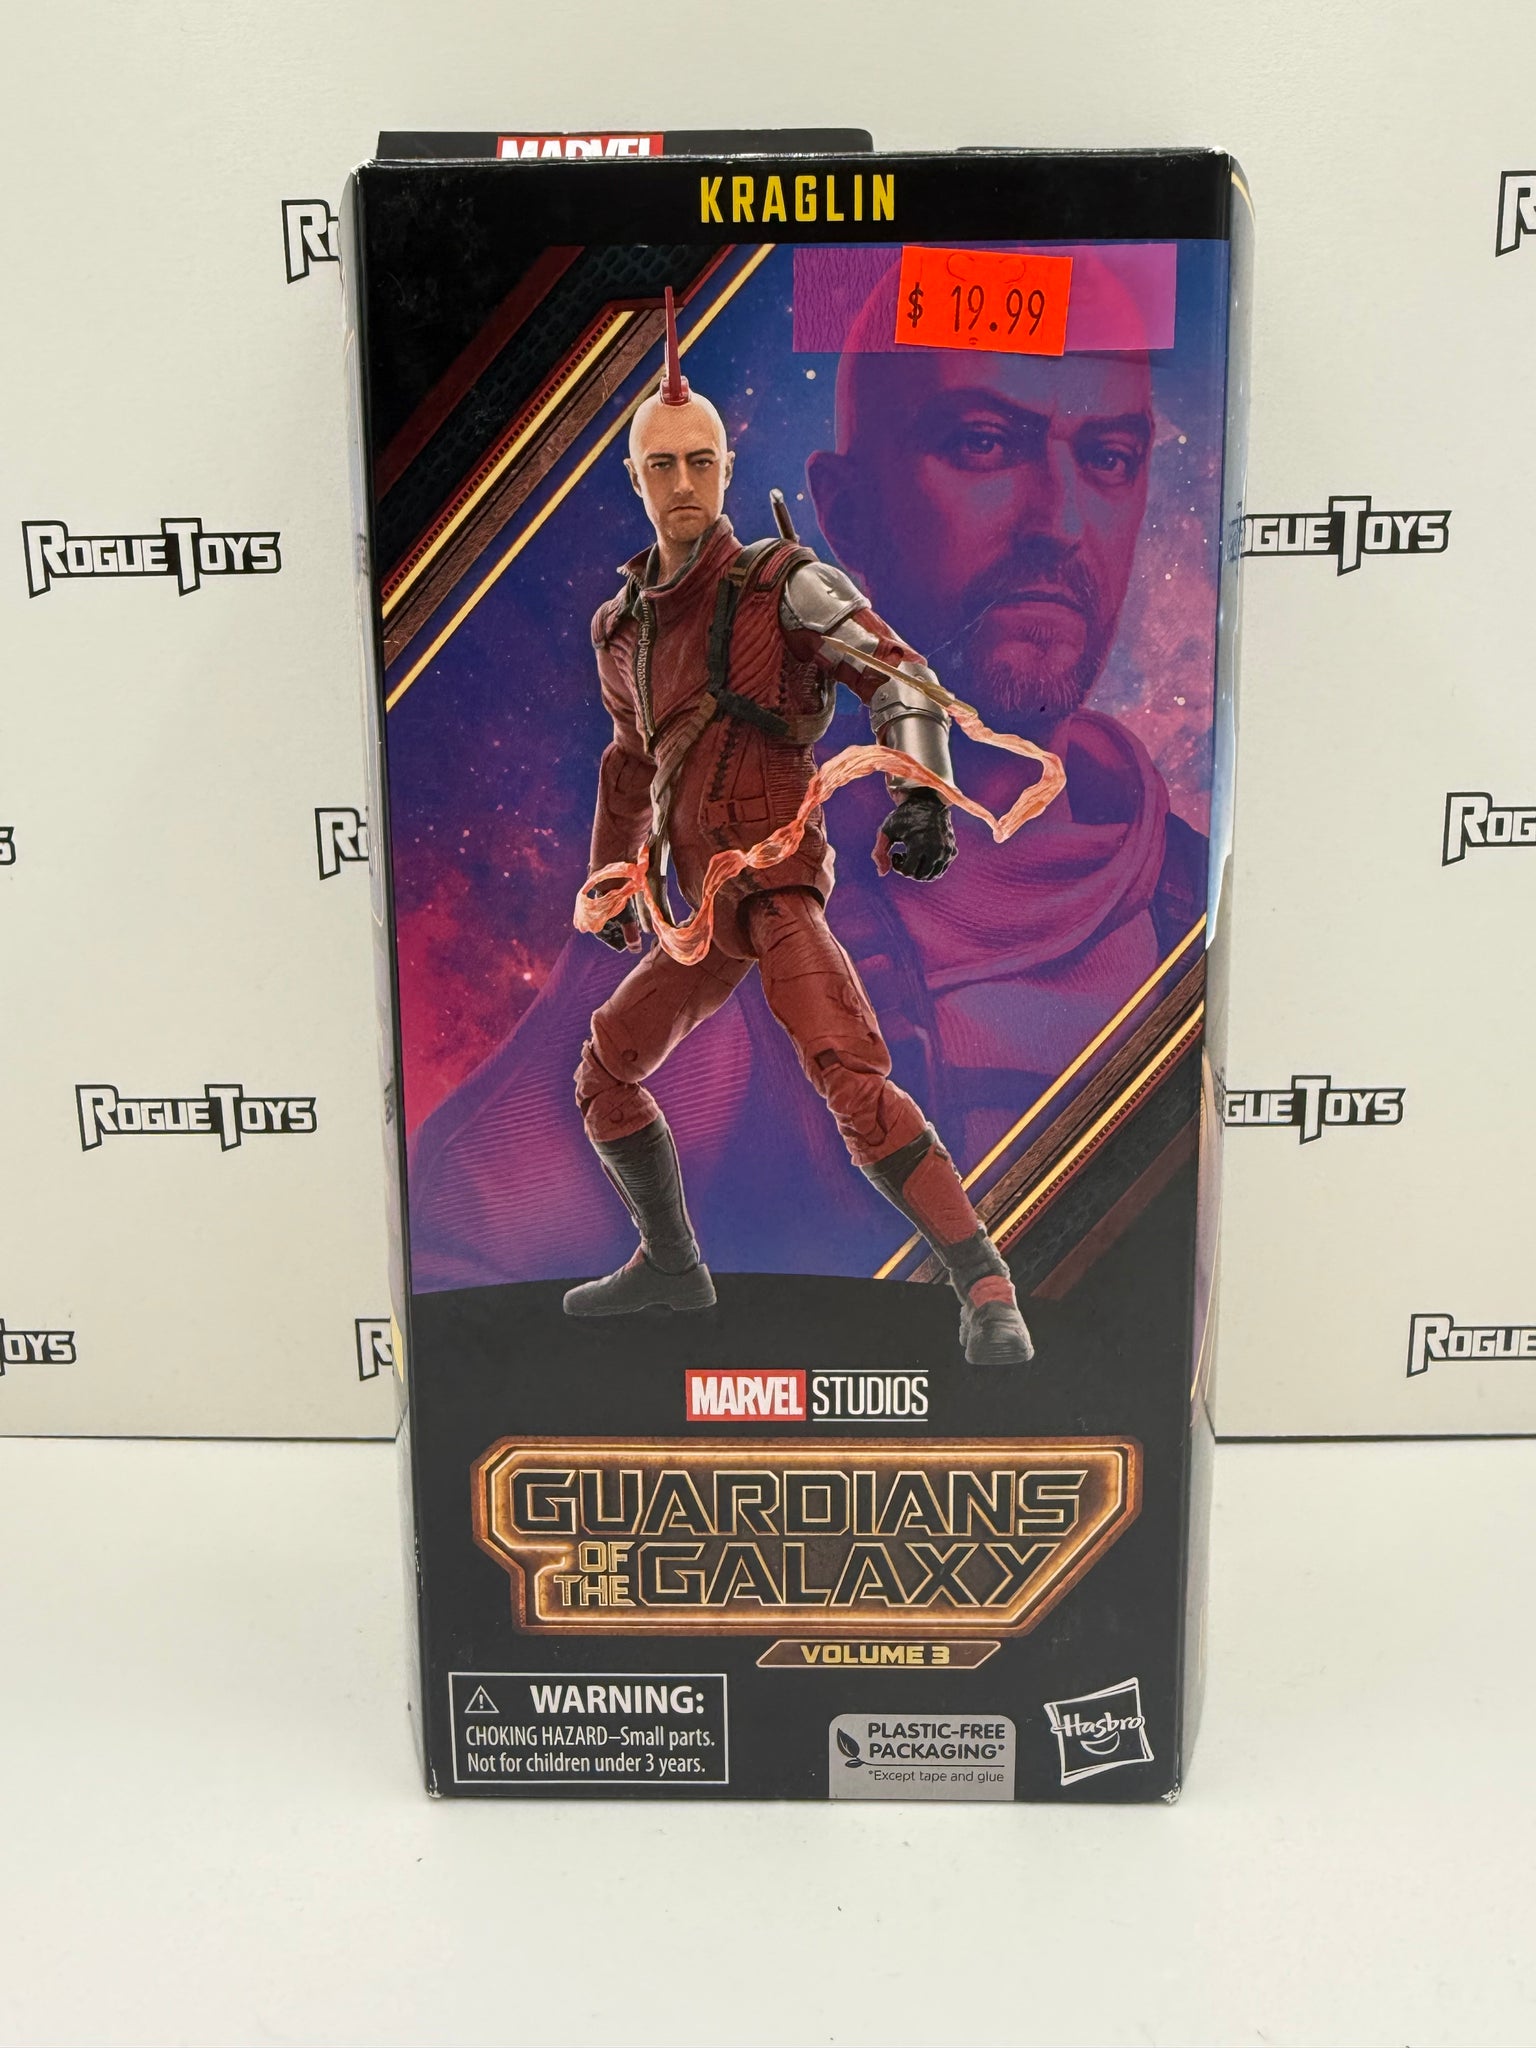 MARVEL
KRAGLIN
$ 19.99
ROGUE TOYS
ROGUE TOYS
ROGUE TOYS
MARVEL STUDIOS
GUARDIANS
OF THE GALAXY
VOLUME 3
WARNING:
CHOKING HAZARD–Small parts.
Not for children under 3 years.
PLASTIC-FREE
PACKAGING*
*Except tape and glue
Hasbro